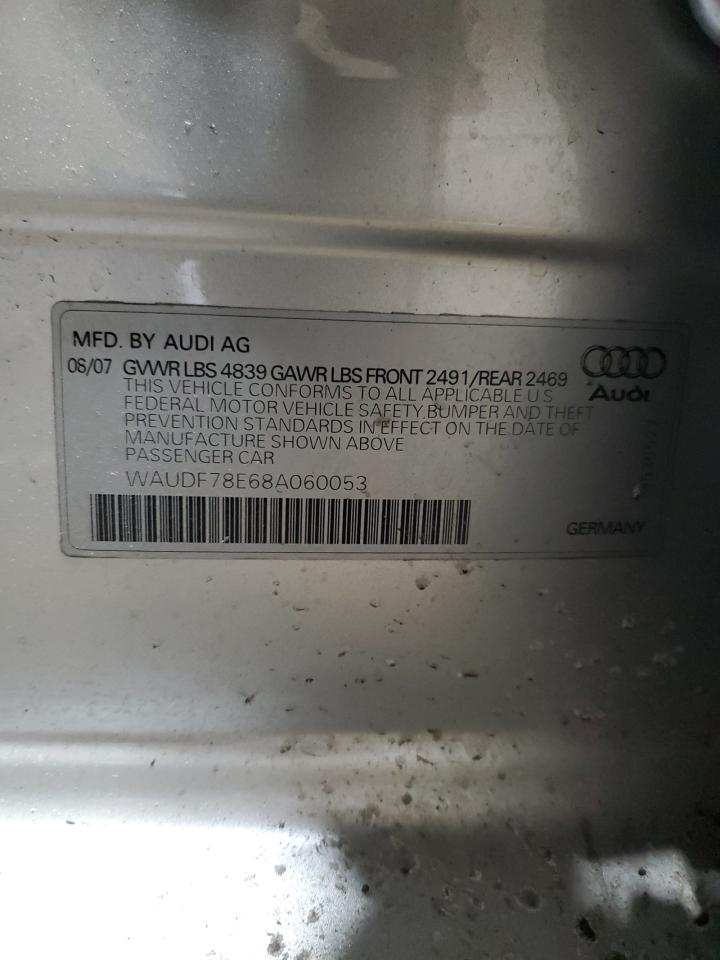 MFD. BY AUDI AG
08/07 GVWR LBS 4839 GAWR LBS FRONT 2491/REAR 2469
THIS VEHICLE CONFORMS TO ALL APPLICABLE U S
FEDERAL MOTOR VEHICLE SAFETY BUMPER AND THEFT
PREVENTION STANDARDS IN EFFECT ON THE DATE OF
MANUFACTURE SHOWN ABOVE
PASSENGER CAR
WAUDF78E68A060053
Audi
GERMANY